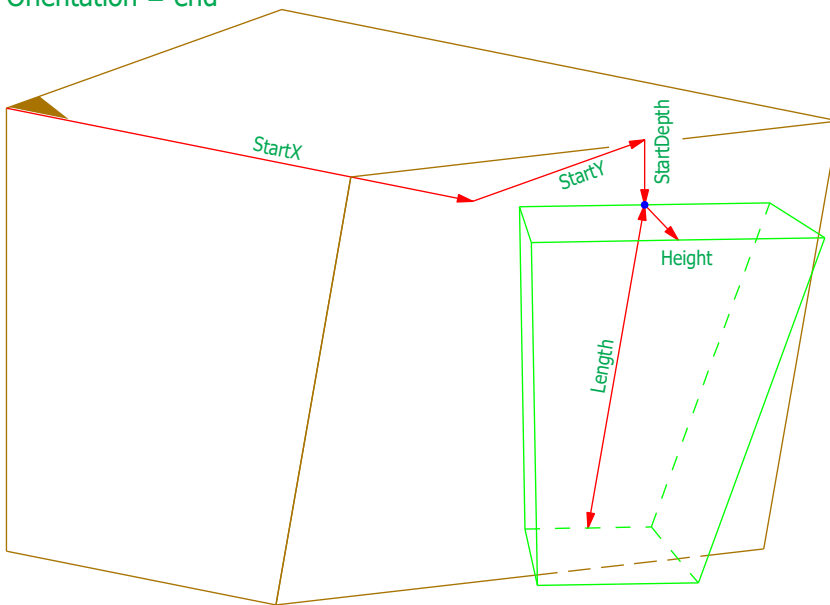 Orientation = end
StartX
StartY
StartDepth
Height
Length